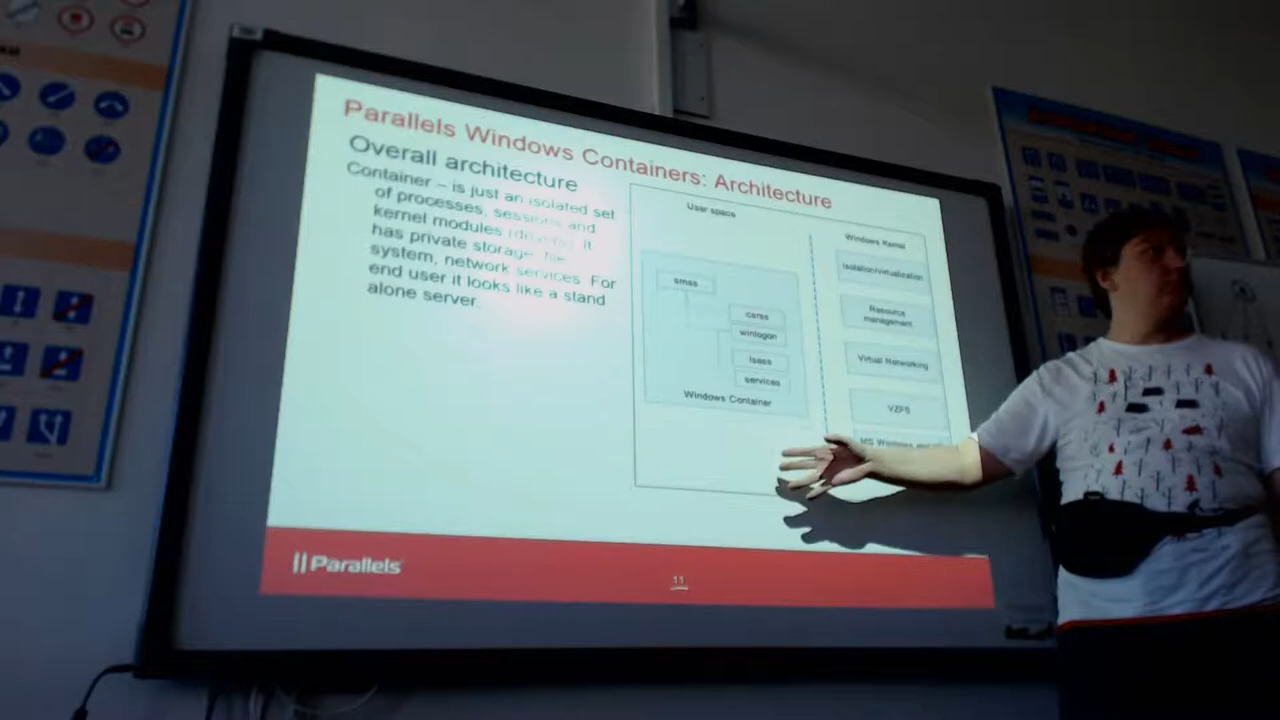 Parallels Windows Containers: Architecture
Overall architecture
Container – is just an isolated set
of processes, sessions and
kernel modules (drivers). It
has private storage, file
system, network services. For
end user it looks like a stand
alone server.
User space
smss
csrss
winlogon
lsass
services
Windows Container
Windows Kernel
Isolation/virtualization
Resource
management
Virtual Networking
VZFS
MS Windows
Parallels
11